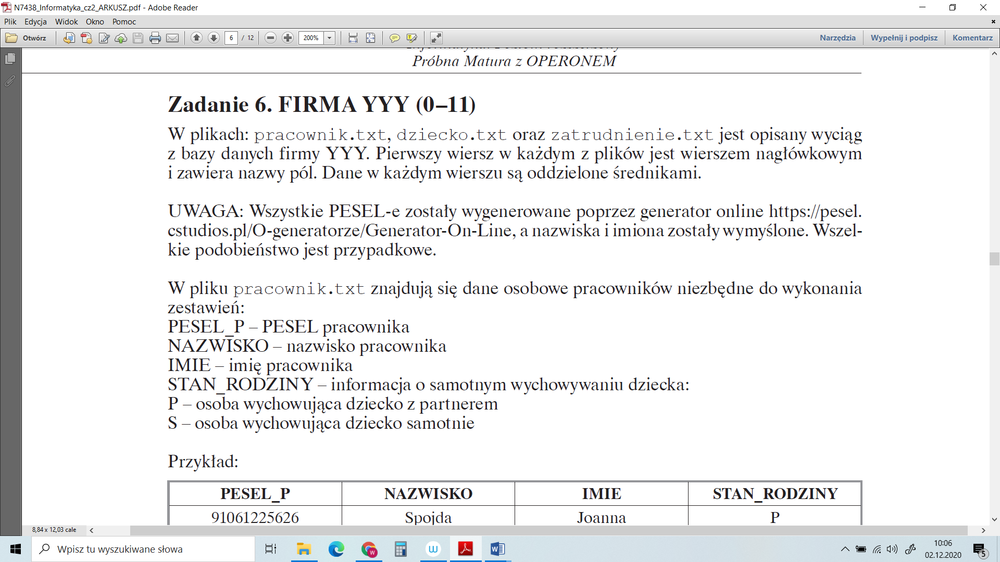 N7438_Informatyka_cz2_ARKUSZ.pdf - Adobe Reader
Plik Edycja Widok Okno Pomoc
Otwórz 6 / 12 200% Narzędzia Wypełnij i podpisz Komentarz
Próbna Matura z OPERONEM
Zadanie 6. FIRMA YYY (0–11)
W plikach: pracownik.txt, dziecko.txt oraz zatrudnienie.txt jest opisany wyciąg
z bazy danych firmy YYY. Pierwszy wiersz w każdym z plików jest wierszem nagłówkowym
i zawiera nazwy pól. Dane w każdym wierszu są oddzielone średnikami.
UWAGA: Wszystkie PESEL-e zostały wygenerowane poprzez generator online https://pesel.
cstudios.pl/O-generatorze/Generator-On-Line, a nazwiska i imiona zostały wymyślone. Wszel-
kie podobieństwo jest przypadkowe.
W pliku pracownik.txt znajdują się dane osobowe pracowników niezbędne do wykonania
zestawień:
PESEL_P – PESEL pracownika
NAZWISKO – nazwisko pracownika
IMIE – imię pracownika
STAN_RODZINY – informacja o samotnym wychowywaniu dziecka:
P – osoba wychowująca dziecko z partnerem
S – osoba wychowująca dziecko samotnie
Przykład:
PESEL_P NAZWISKO IMIE STAN_RODZINY
91061225626 Spojda Joanna P
8,84 x 12,03 cale
Wpisz tu wyszukiwane słowa
10:06
02.12.2020
5